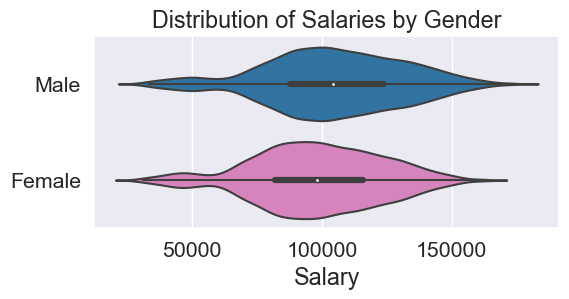 Distribution of Salaries by Gender
Male
Female
50000 100000 150000
Salary